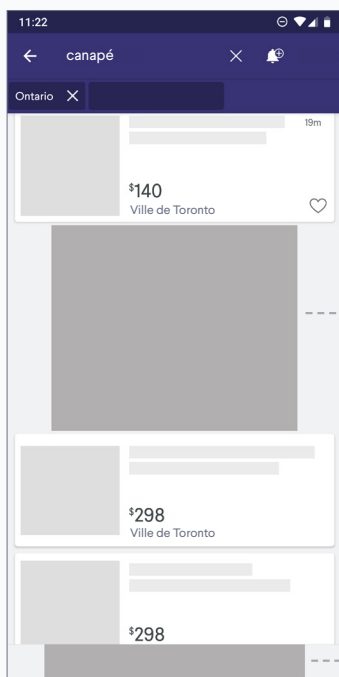 11:22
canapé
Ontario
19m
$140
Ville de Toronto
$298
Ville de Toronto
$298